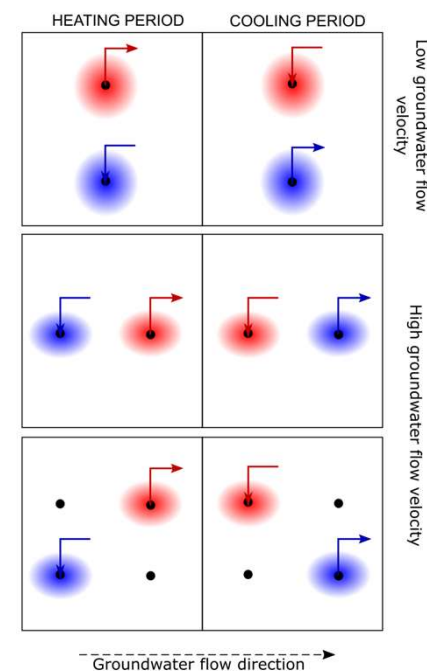 HEATING PERIOD
COOLING PERIOD
Low groundwater flow
velocity
High groundwater flow velocity
Groundwater flow direction